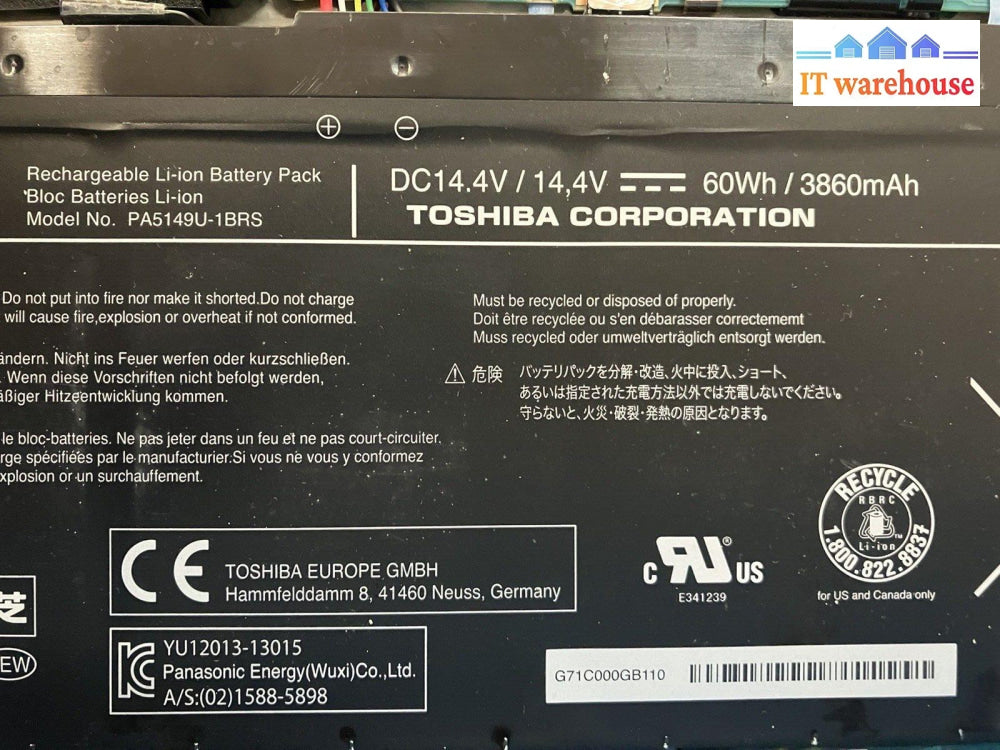 IT warehouse
Rechargeable Li-ion Battery Pack
Bloc Batteries Li-ion
Model No. PA5149U-1BRS
DC14.4V / 14,4V 60Wh / 3860mAh
TOSHIBA CORPORATION
Do not put into fire nor make it shorted.Do not charge
will cause fire,explosion or overheat if not conformed.
ändern. Nicht ins Feuer werfen oder kurzschließen.
. Wenn diese Vorschriften nicht befolgt werden,
äßiger Hitzeentwicklung kommen.
le bloc-batteries. Ne pas jeter dans un feu et ne pas court-circuiter.
rge spécifiées par le manufacturier.Si vous ne vous y conformez
xplosion or un surchauffement.
Must be recycled or disposed of properly.
Doit être recyclée ou s'en débarasser correctememt
Muss recycled oder umweltverträglich entsorgt werden.
危険 バッテリパックを分解・改造、火中に投入、ショート、
あるいは指定された充電方法以外では充電しないでください。
守らないと、火災・破裂・発熱の原因となります。
RECYCLE
RBRC
Li-ion
1.800.822.8837
for US and Canada only
CE TOSHIBA EUROPE GMBH
Hammfelddamm 8, 41460 Neuss, Germany
c RU US
E341239
芝
EW
YU12013-13015
Panasonic Energy(Wuxi)Co.,Ltd.
A/S:(02)1588-5898
G71C000GB110